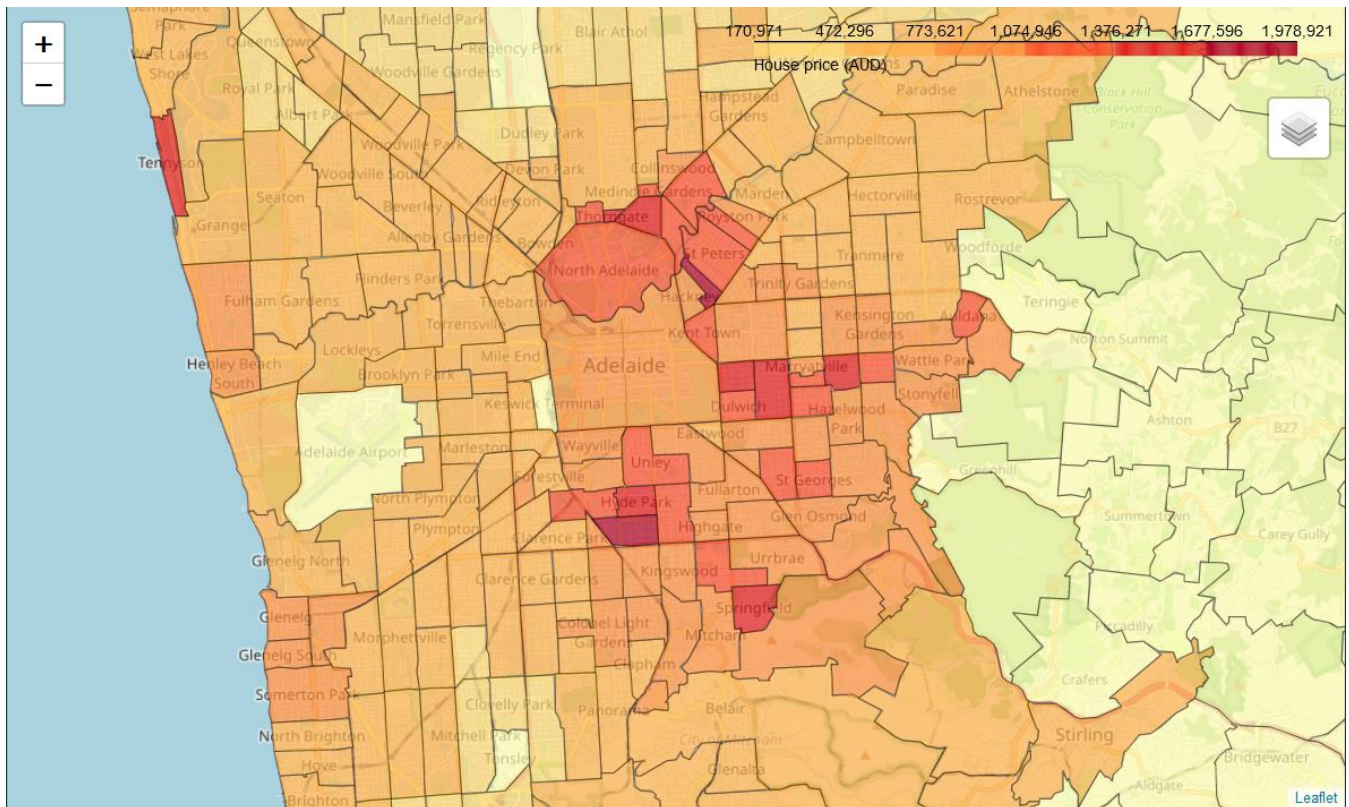 +
−
170,971 472,296 773,621 1,074,946 1,376,271 1,677,596 1,978,921
House price (AUD)
Semaphore
Park
Mansfield Park
Blair Athol
Queenstown
West Lakes
Shore
Regency Park
Woodville Gardens
Royal Park
Albert Park
Hampstead
Gardens
Paradise
Athelstone
Black Hill
Conservation
Park
Dudley Park
Woodville Park
Campbelltown
Tennyson
Woodville South
Devon Park
Collinswood
Medindie Gardens
Marden
Hectorville
Seaton
Beverley
Ridleyton
Rostrevor
Grange
Thorngate
Royston Park
Allenby Gardens
Bowden
St Peters
Tranmere
Woodforde
North Adelaide
Flinders Park
Trinity Gardens
Fulham Gardens
Thebarton
Hackney
Teringie
Torrensville
Kent Town
Kensington
Gardens
Auldana
Norton Summit
Lockleys
Mile End
Henley Beach
South
Adelaide
Marryatville
Wattle Park
Brooklyn Park
Stonyfell
Keswick Terminal
Dulwich
Hazelwood
Park
Ashton
B27
Adelaide Airport
Marleston
Wayville
Eastwood
Unley
Greenhill
Forestville
St Georges
Fullarton
North Plympton
Hyde Park
Glen Osmond
Summertown
Plympton
Clarence Park
Highgate
Carey Gully
Glenelg North
Urrbrae
Kingswood
Clarence Gardens
Glenelg
Springfield
Colonel Light
Gardens
Mitcham
Piccadilly
Morphettville
Glenelg South
Clapham
Crafers
Somerton Park
Clovelly Park
Panorama
Belair
North Brighton
Mitchell Park
City of Mitcham
Stirling
Tonsley
Bridgewater
Hove
Glenalta
Aldgate
Brighton
Leaflet